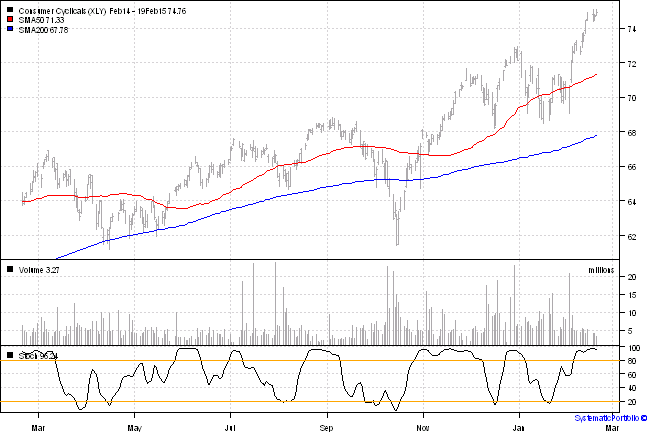 Consumer Cyclicals (XLY) Feb14 - 19Feb15 74.76
SMA50 71.33
SMA200 67.78
74
72
70
68
66
64
62
Volume 3.27
millions
20
15
10
5
100
80
60
40
20
Mar May Jul Sep Nov Jan Mar
SystematicPortfolio ©